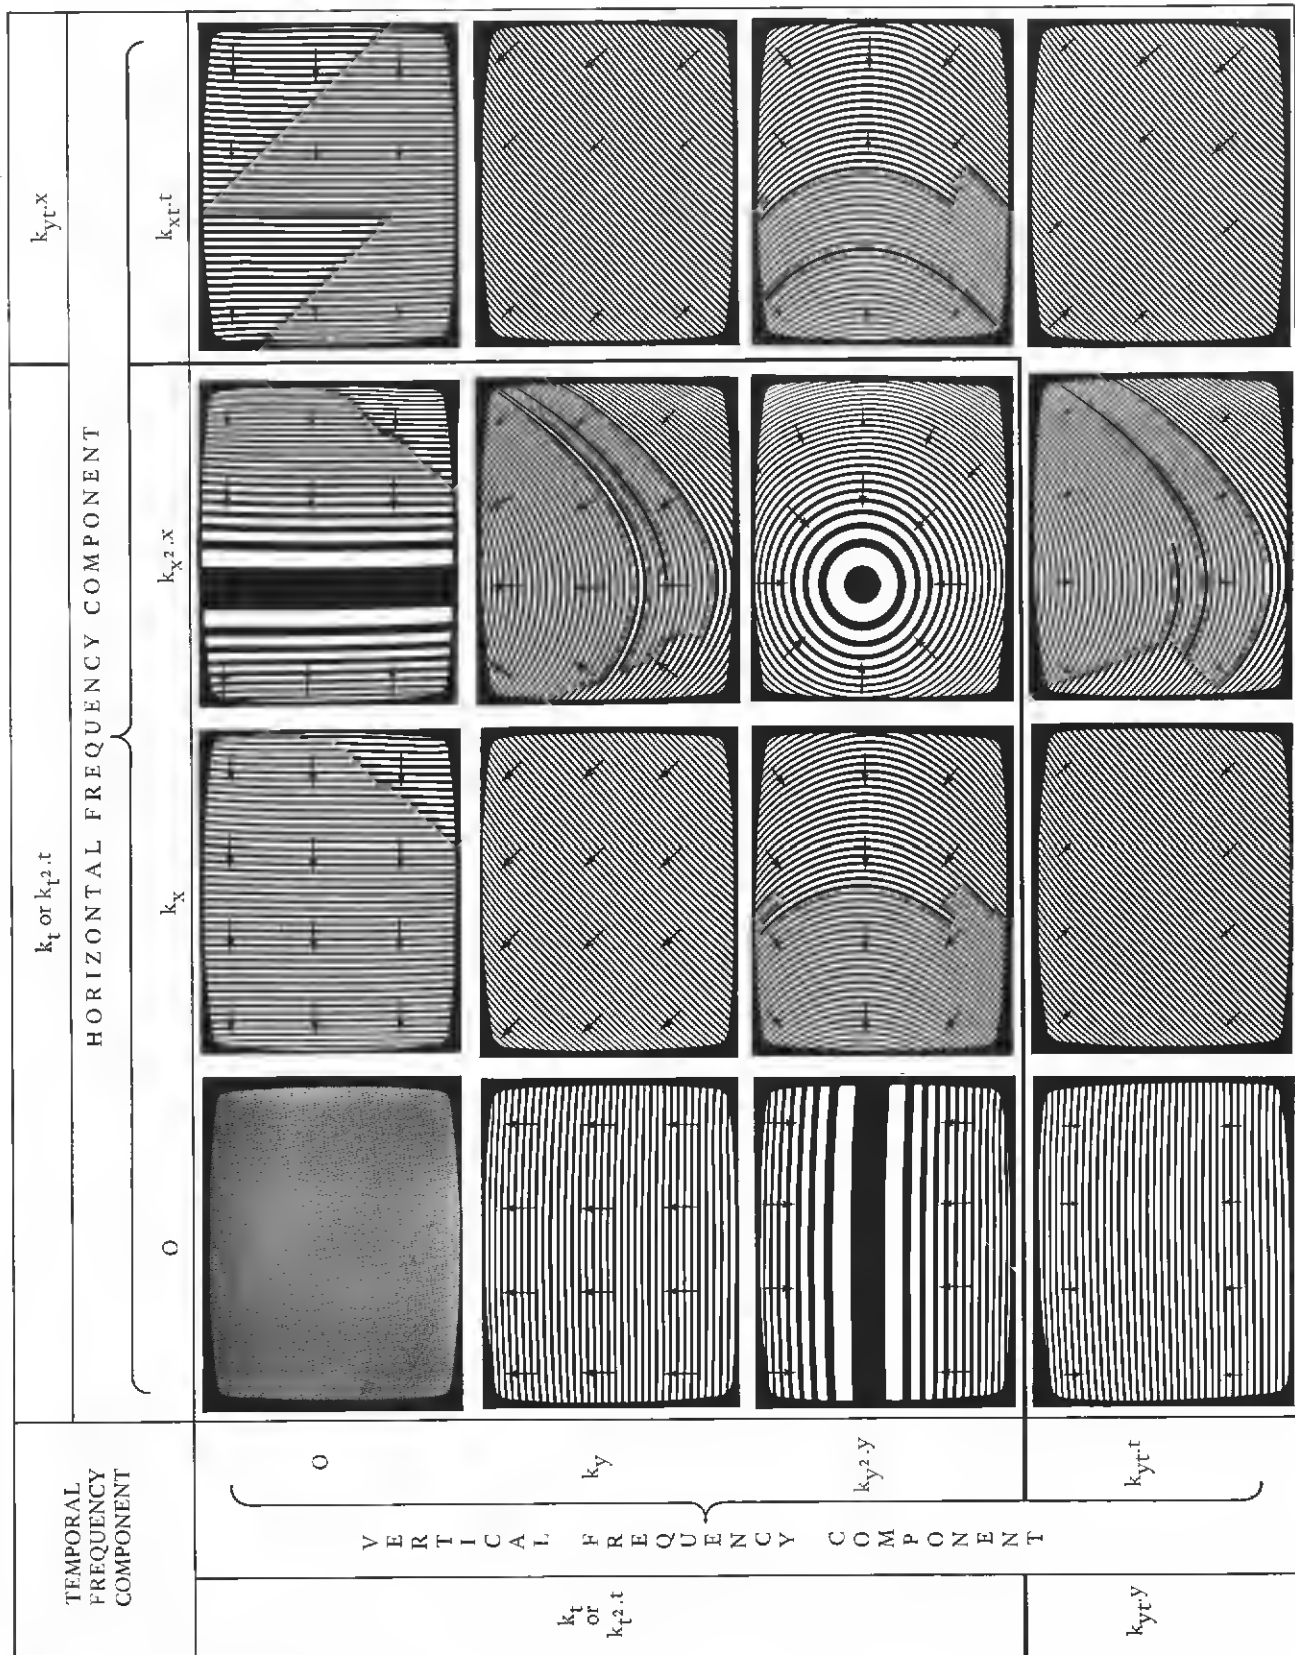 TEMPORAL
FREQUENCY
COMPONENT
k_t or k_t².t
k_yt.x
HORIZONTAL FREQUENCY COMPONENT
O
k_x
k_x².x
k_xt.t
VERTICAL FREQUENCY COMPONENT
k_t
or
k_t².t
O
k_y
k_y².y
k_yt.y
k_yt.t